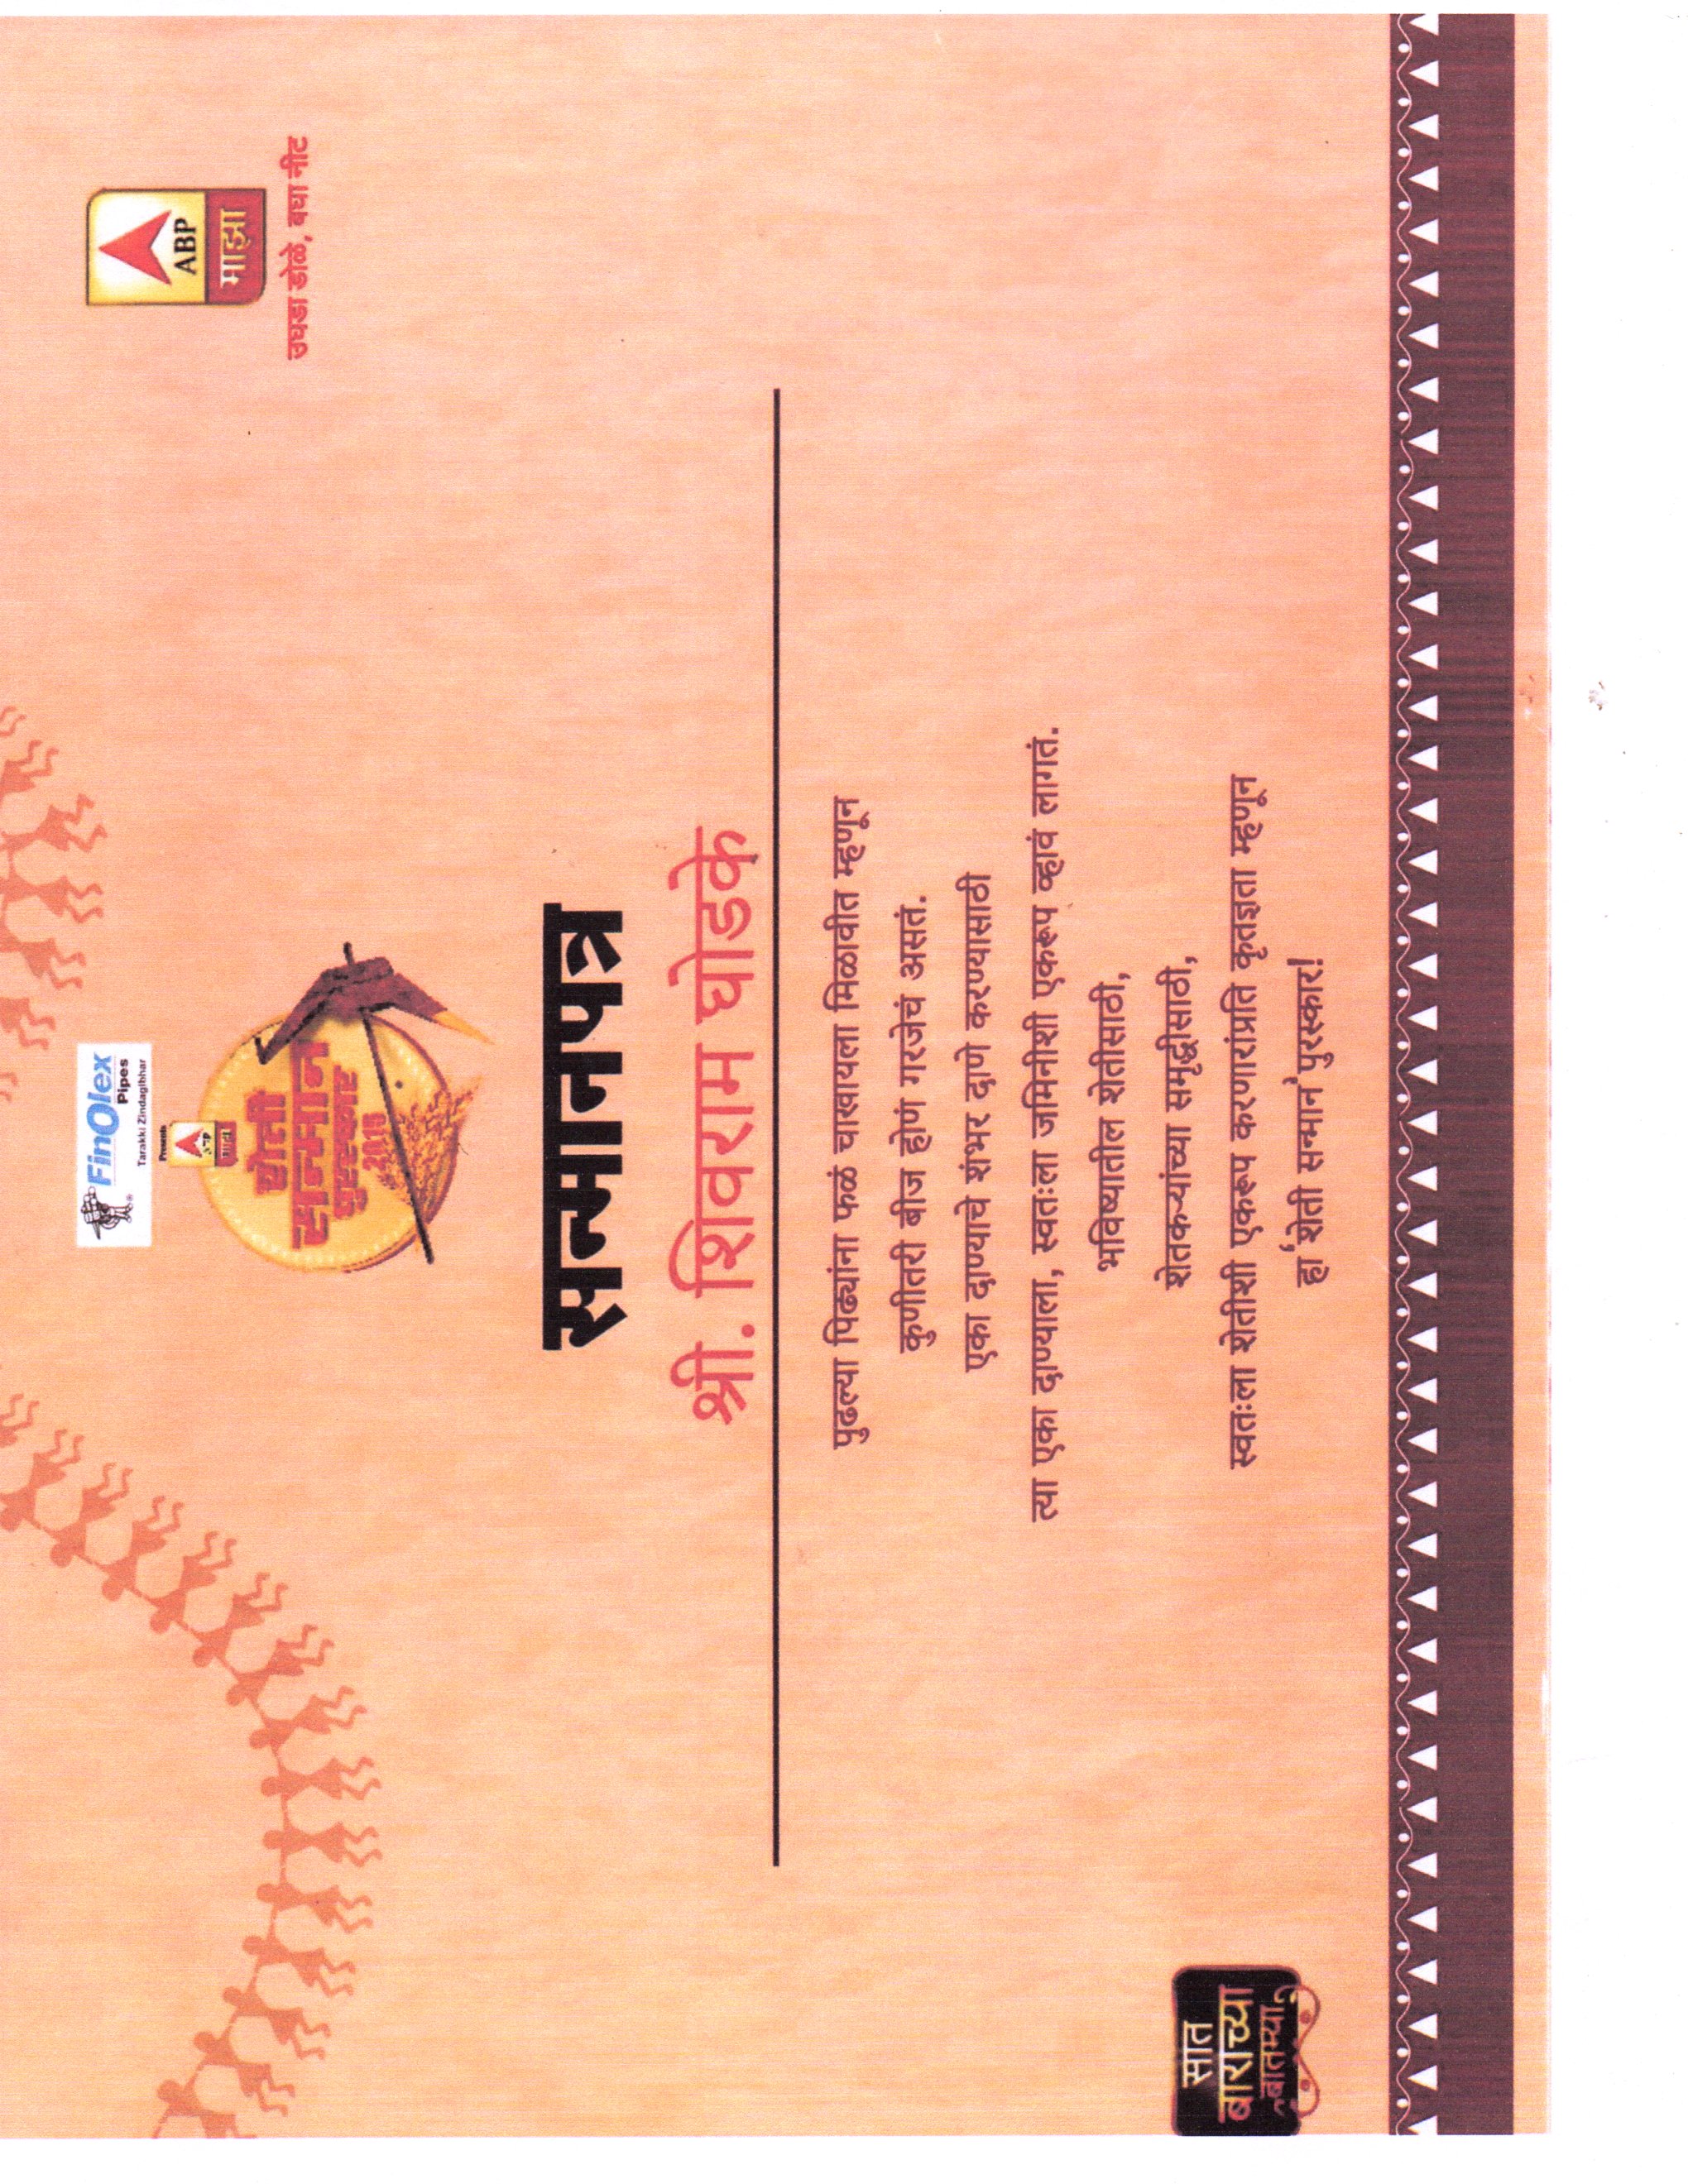 FinOlex
Pipes
Tarakki Zindagibhar
Presents
ABP
माझा
उघडा डोळे, बघा नीट
शेती
सन्मान
पुरस्कार
सन्मानपत्र
श्री. शिवराम घोडके
पुढल्या पिढ्यांना फळं चाखायला मिळावीत म्हणून
कुणीतरी बीज होणं गरजेचं असतं.
एका दाण्याचे शंभर दाणे करण्यासाठी
त्या एका दाण्याला, स्वतःला जमिनीशी एकरूप व्हावं लागतं.
भविष्यातील शेतीसाठी,
शेतकऱ्यांच्या समृद्धीसाठी,
स्वतःला शेतीशी एकरूप करणारांप्रति कृतज्ञता म्हणून
हा 'शेती सन्मान' पुरस्कार!
सात
बाराच्या
बातम्या